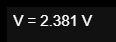 V = 2.381 V